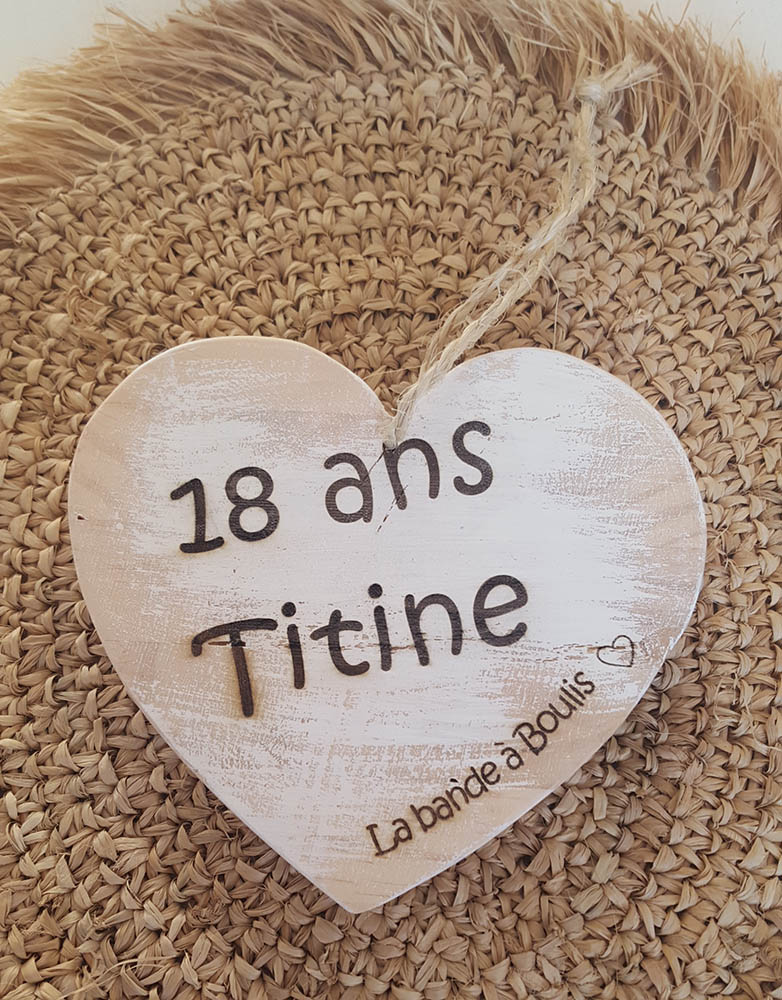 18 ans
Titine
La bande à Boulis ♡